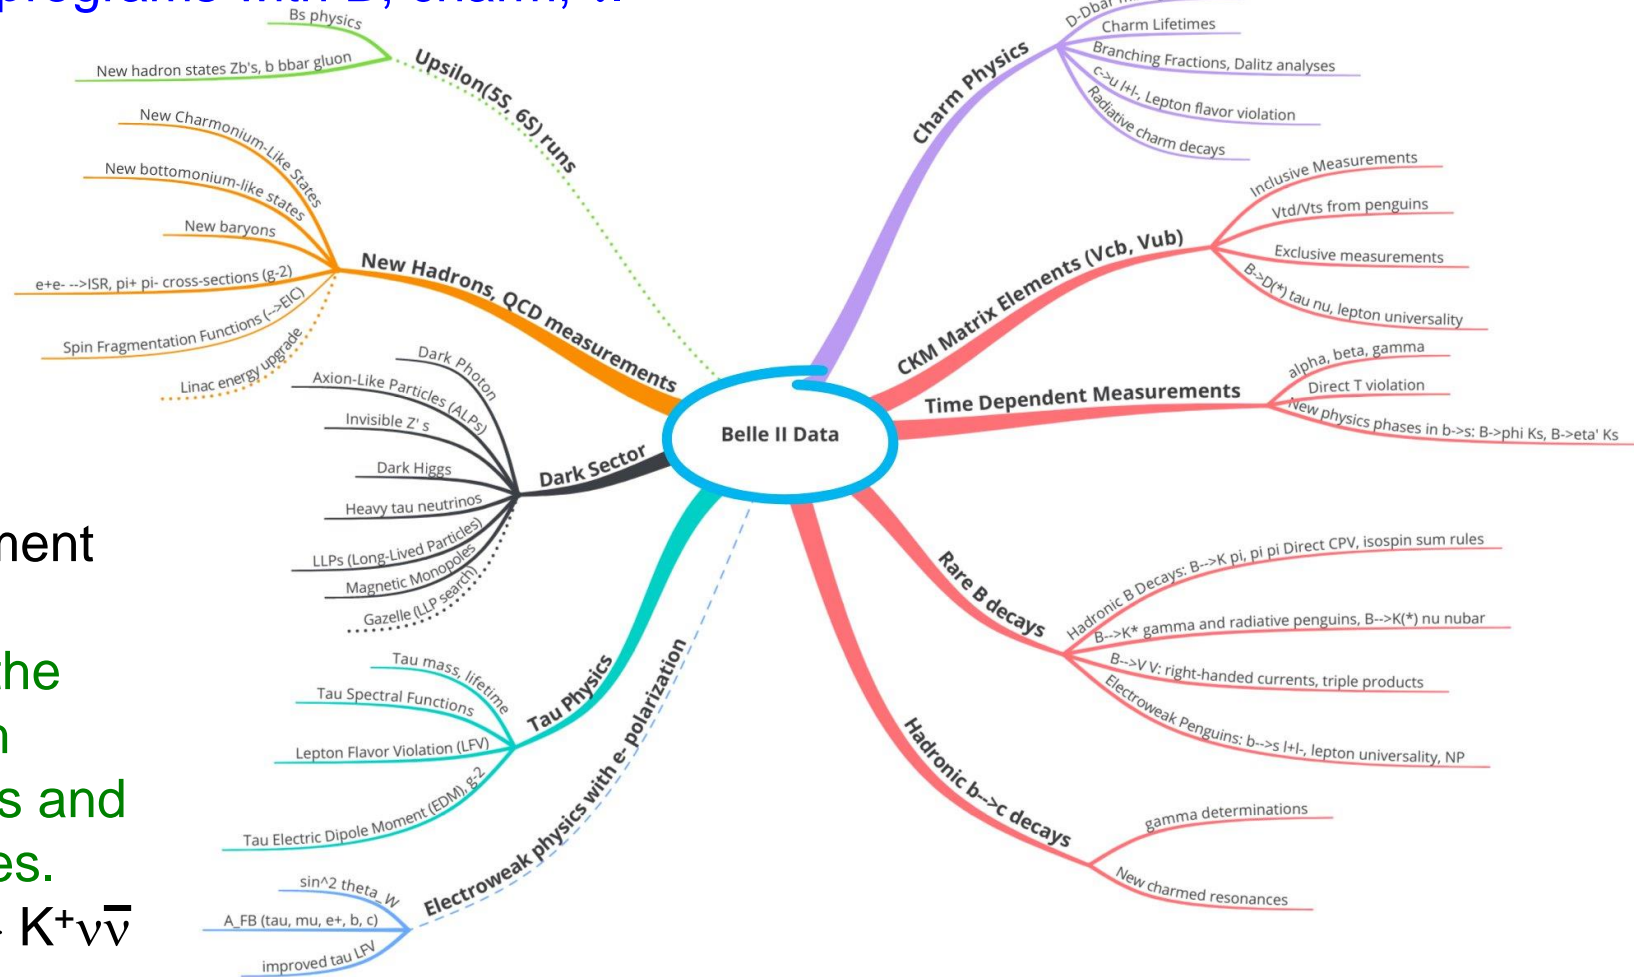 programs with B, charm, τ
Bs physics
New hadron states Zb's, b bbar gluon
Upsilon(5S, 6S) runs
New Charmonium-Like States
New bottomonium-like states
New baryons
e+e- -->ISR, pi+ pi- cross-sections (g-2)
Spin Fragmentation Functions (-->EIC)
Linac energy upgrade
New Hadrons, QCD measurements
Dark Photon
Axion-Like Particles (ALPs)
Invisible Z' s
Dark Higgs
Heavy tau neutrinos
LLPs (Long-Lived Particles)
Magnetic Monopoles
Gazelle (LLP search)
Dark Sector
Tau mass, lifetime
Tau Spectral Functions
Lepton Flavor Violation (LFV)
Tau Electric Dipole Moment (EDM), g-2
Tau Physics
sin^2 theta_W
A_FB (tau, mu, e+, b, c)
improved tau LFV
Electroweak physics with e- polarization
Belle II Data
Charm Physics
D-Dbar
Charm Lifetimes
Branching Fractions, Dalitz analyses
c->u l+l-, Lepton flavor violation
Radiative charm decays
CKM Matrix Elements (Vcb, Vub)
Inclusive Measurements
Vtd/Vts from penguins
Exclusive measurements
B->D(*) tau nu, lepton universality
Time Dependent Measurements
alpha, beta, gamma
Direct T violation
New physics phases in b->s: B->phi Ks, B->eta' Ks
Rare B decays
Hadronic B Decays: B-->K pi, pi pi Direct CPV, isospin sum rules
B-->K* gamma and radiative penguins, B-->K(*) nu nubar
B-->V V: right-handed currents, triple products
Electroweak Penguins: b-->s l+l-, lepton universality, NP
Hadronic b-->c decays
gamma determinations
New charmed resonances
ment
the
n
s and
es.
K⁺νν̅